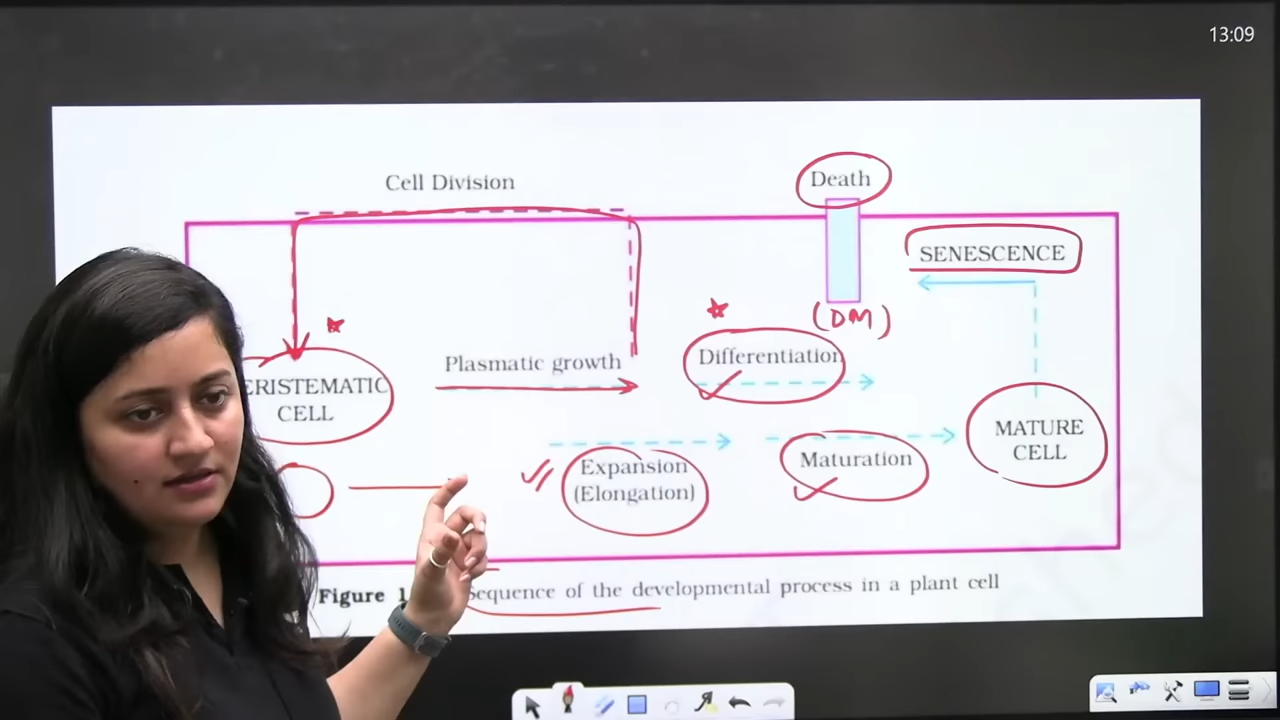 13:09
Cell Division
Death
SENESCENCE
(DM)
Plasmatic growth
Differentiation
ERISTEMATIC
CELL
MATURE
CELL
Expansion
(Elongation)
Maturation
Figure 1
Sequence of the developmental process in a plant cell